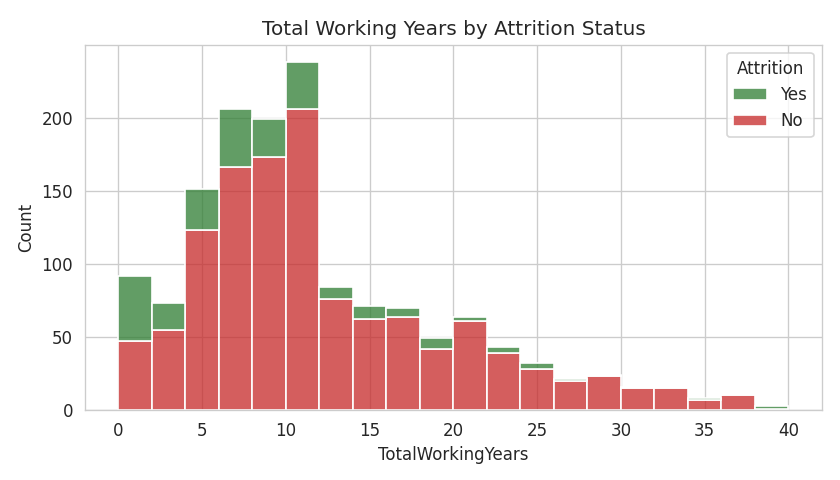 Total Working Years by Attrition Status
Attrition
Yes
No
Count
200
150
100
50
0
0 5 10 15 20 25 30 35 40
TotalWorkingYears